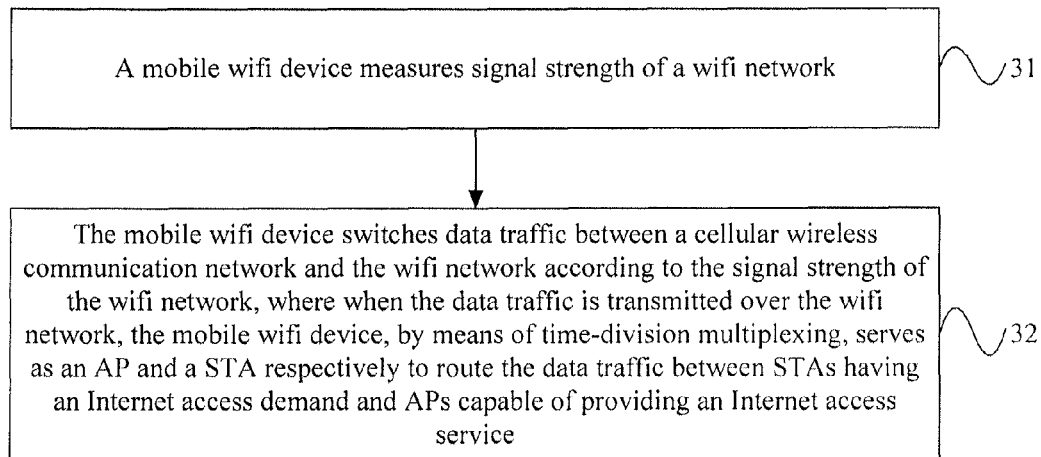 A mobile wifi device measures signal strength of a wifi network
31
The mobile wifi device switches data traffic between a cellular wireless
communication network and the wifi network according to the signal strength of
the wifi network, where when the data traffic is transmitted over the wifi
network, the mobile wifi device, by means of time-division multiplexing, serves
as an AP and a STA respectively to route the data traffic between STAs having
an Internet access demand and APs capable of providing an Internet access
service
32